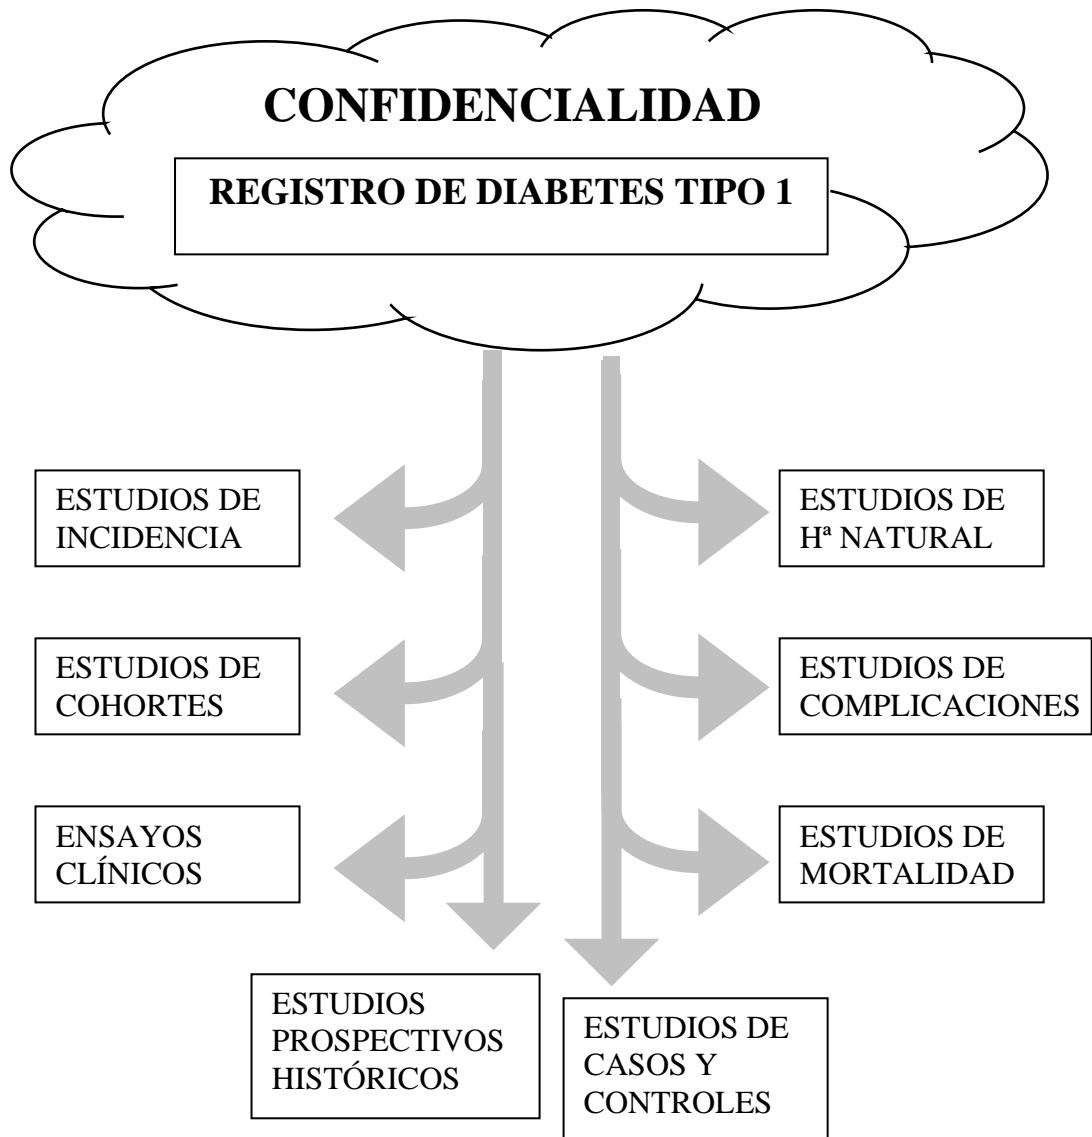 CONFIDENCIALIDAD
REGISTRO DE DIABETES TIPO 1
ESTUDIOS DE
INCIDENCIA
ESTUDIOS DE
Hª NATURAL
ESTUDIOS DE
COHORTES
ESTUDIOS DE
COMPLICACIONES
ENSAYOS
CLÍNICOS
ESTUDIOS DE
MORTALIDAD
ESTUDIOS
PROSPECTIVOS
HISTÓRICOS
ESTUDIOS DE
CASOS Y
CONTROLES